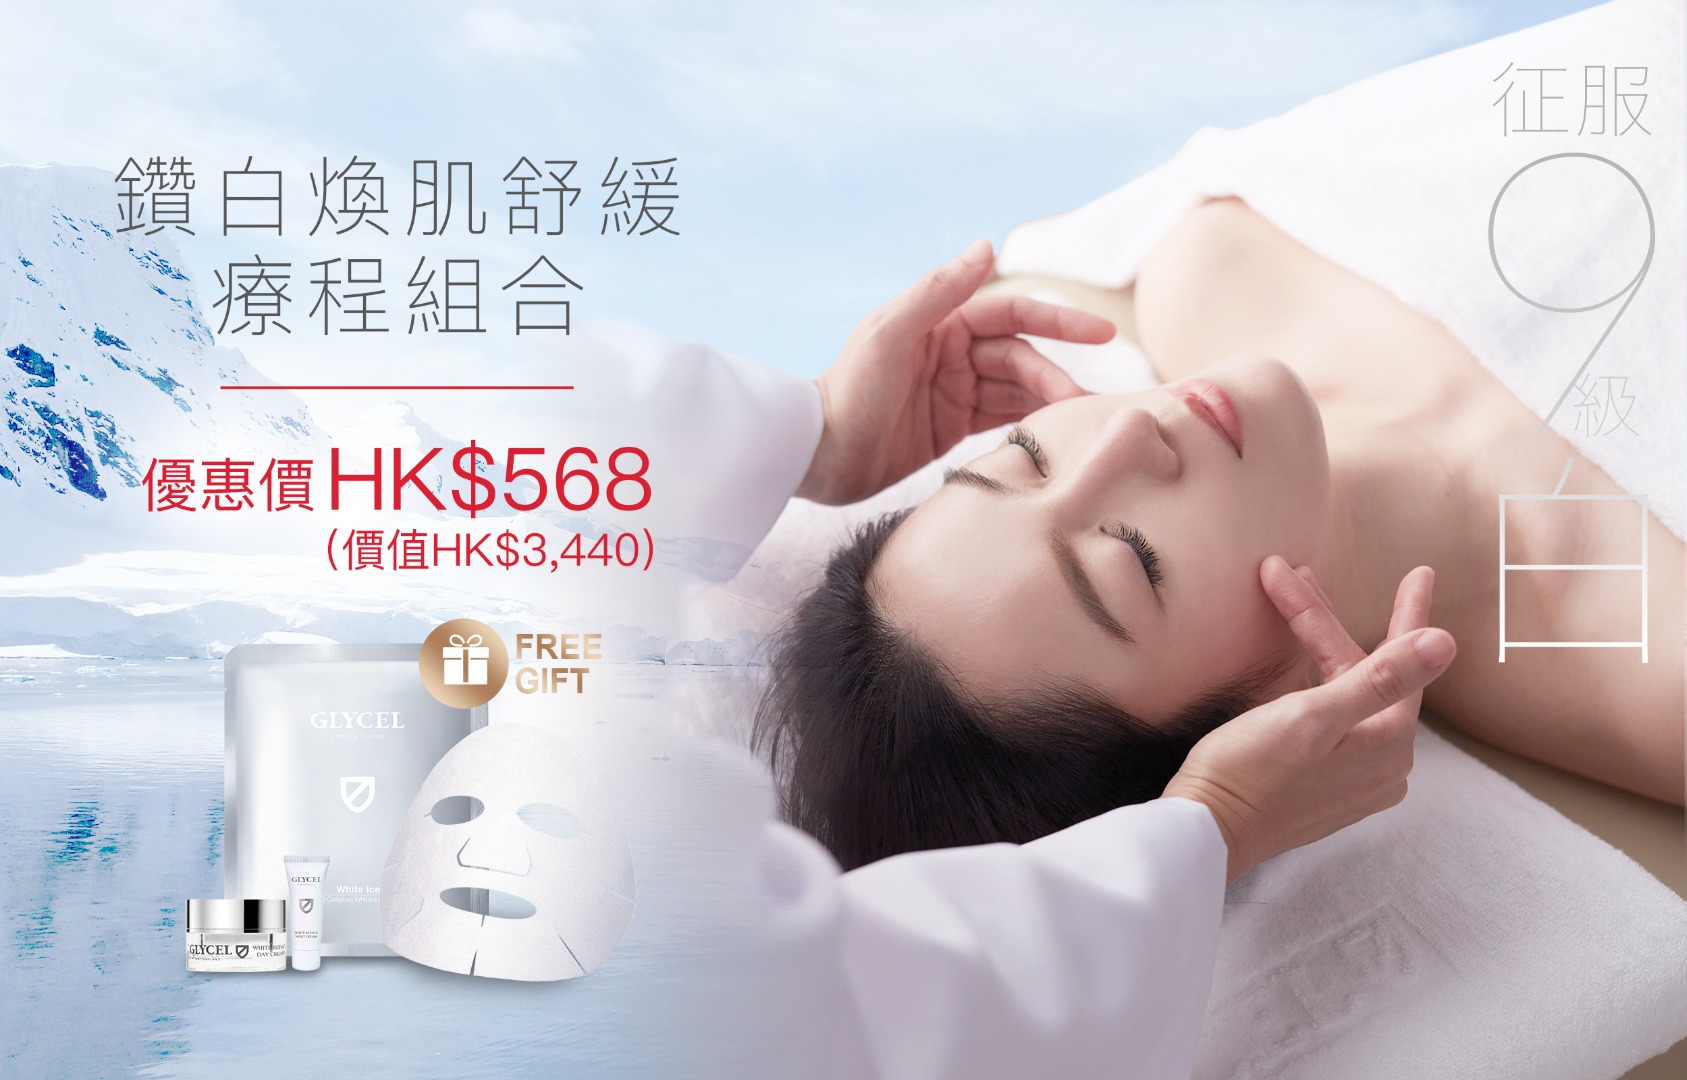 鑽白煥肌舒緩
療程組合
優惠價HK$568
(價值HK$3,440)
FREE
GIFT
GLYCEL
SWITZERLAND
White Ice
GLYCEL
GLYCEL
DAY CREAM
征服
9
級
白